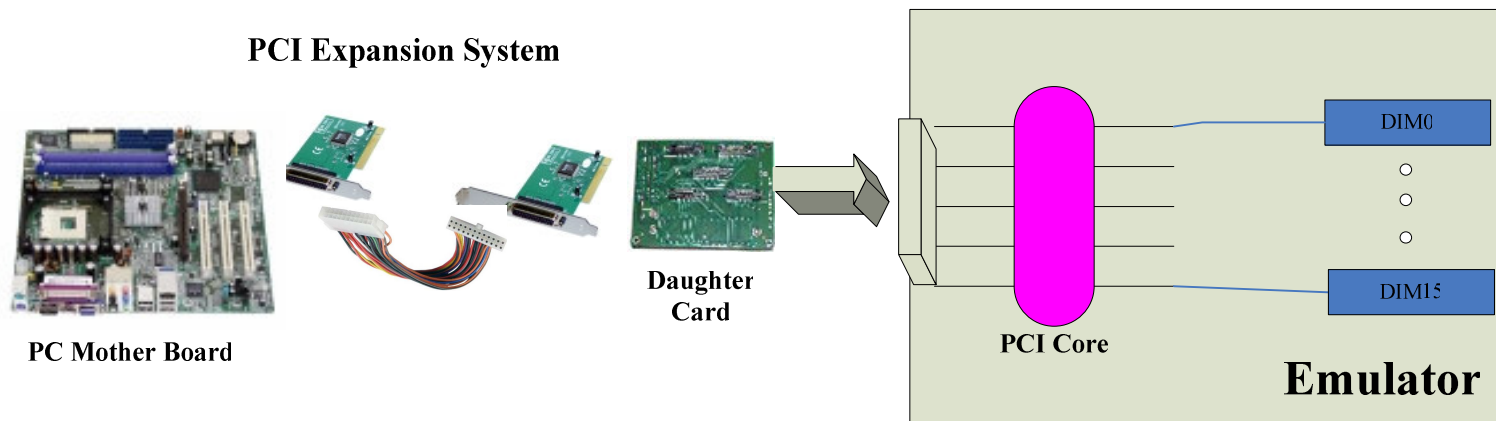 PCI Expansion System
PC Mother Board
Daughter
Card
PCI Core
DIM0
DIM15
Emulator